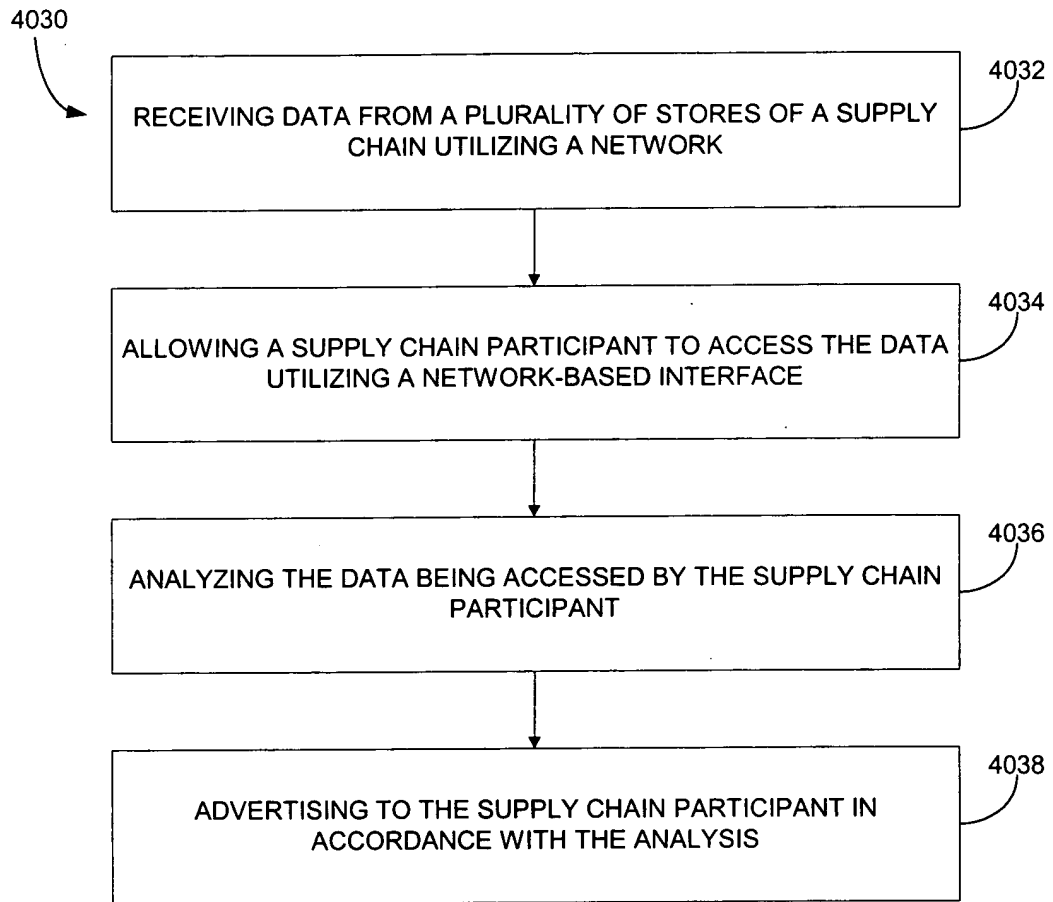 4030
4032
RECEIVING DATA FROM A PLURALITY OF STORES OF A SUPPLY
CHAIN UTILIZING A NETWORK
4034
ALLOWING A SUPPLY CHAIN PARTICIPANT TO ACCESS THE DATA
UTILIZING A NETWORK-BASED INTERFACE
4036
ANALYZING THE DATA BEING ACCESSED BY THE SUPPLY CHAIN
PARTICIPANT
4038
ADVERTISING TO THE SUPPLY CHAIN PARTICIPANT IN
ACCORDANCE WITH THE ANALYSIS